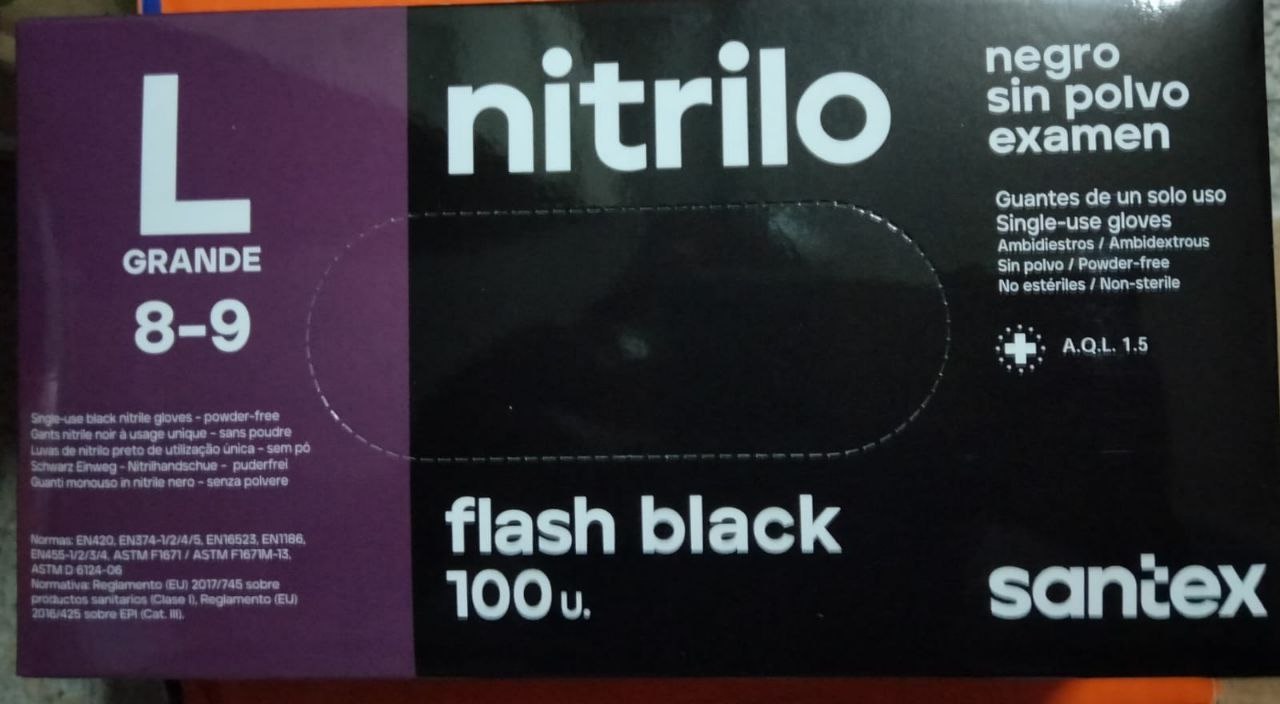 L
GRANDE
8-9
Single-use black nitrile gloves - powder-free
Gants nitrile noir à usage unique - sans poudre
Luvas de nitrilo preto de utilização única - sem pó
Schwarz Einweg - Nitrilhandschue - puderfrei
Guanti monouso in nitrile nero - senza polvere
Normas: EN420, EN374-1/2/4/5, EN16523, EN1186,
EN455-1/2/3/4, ASTM F1671 / ASTM F1671M-13,
ASTM D 6124-06
Normativa: Reglamento (EU) 2017/745 sobre
productos sanitarios (Clase I), Reglamento (EU)
2016/425 sobre EPI (Cat. III).
nitrilo
flash black
100 u.
negro
sin polvo
examen
Guantes de un solo uso
Single-use gloves
Ambidiestros / Ambidextrous
Sin polvo / Powder-free
No estériles / Non-sterile
A.Q.L. 1.5
santex